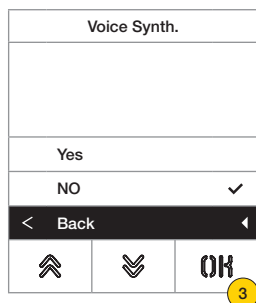 Voice Synth.
Yes
NO ✓
< Back
OK
3